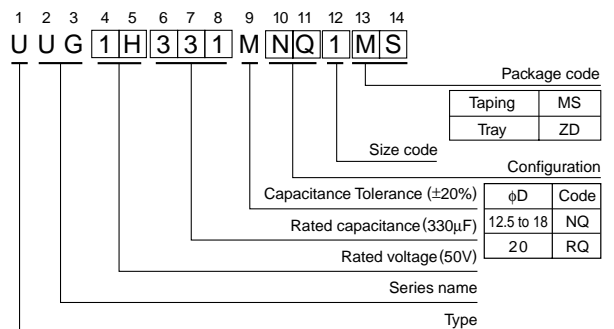 1 2 3 4 5 6 7 8 9 10 11 12 13 14
U U G 1 H 3 3 1 M N Q 1 M S
Package code
Taping MS
Tray ZD
Size code
Configuration
Capacitance Tolerance (±20%)
ϕD Code
12.5 to 18 NQ
20 RQ
Rated capacitance (330µF)
Rated voltage (50V)
Series name
Type